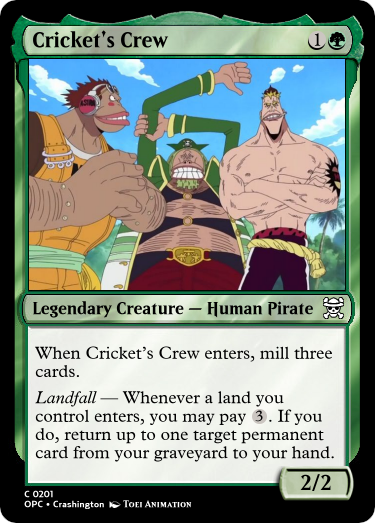 Cricket's Crew 1
Legendary Creature — Human Pirate
When Cricket's Crew enters, mill three
cards.
Landfall — Whenever a land you
control enters, you may pay 3. If you
do, return up to one target permanent
card from your graveyard to your hand.
2/2
C 0201
OPC • Crashington TOEI ANIMATION